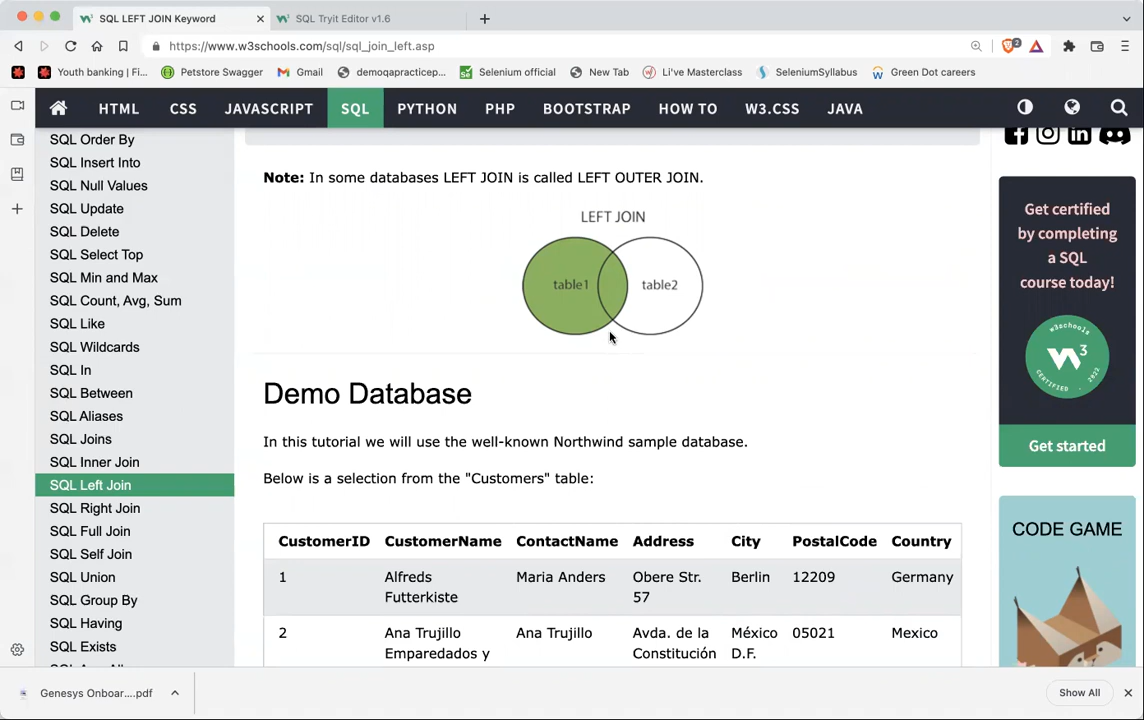 SQL LEFT JOIN Keyword
SQL Tryit Editor v1.6
https://www.w3schools.com/sql/sql_join_left.asp
2
Youth banking | Fi...
Petstore Swagger
Gmail
demoqapracticep...
Selenium official
New Tab
Li've Masterclass
SeleniumSyllabus
Green Dot careers
HTML
CSS
JAVASCRIPT
SQL
PYTHON
PHP
BOOTSTRAP
HOW TO
W3.CSS
JAVA
SQL Order By
SQL Insert Into
SQL Null Values
SQL Update
SQL Delete
SQL Select Top
SQL Min and Max
SQL Count, Avg, Sum
SQL Like
SQL Wildcards
SQL In
SQL Between
SQL Aliases
SQL Joins
SQL Inner Join
SQL Left Join
SQL Right Join
SQL Full Join
SQL Self Join
SQL Union
SQL Group By
SQL Having
SQL Exists
Note: In some databases LEFT JOIN is called LEFT OUTER JOIN.
LEFT JOIN
table1
table2
Demo Database
In this tutorial we will use the well-known Northwind sample database.
Below is a selection from the "Customers" table:
CustomerID CustomerName ContactName Address City PostalCode Country
1 Alfreds Maria Anders Obere Str. Berlin 12209 Germany
Futterkiste 57
2 Ana Trujillo Ana Trujillo Avda. de la México 05021 Mexico
Emparedados y Constitución D.F.
Get certified
by completing
a SQL
course today!
w3schools
3
CERTIFIED . 2022
Get started
CODE GAME
Genesys Onboar....pdf
Show All